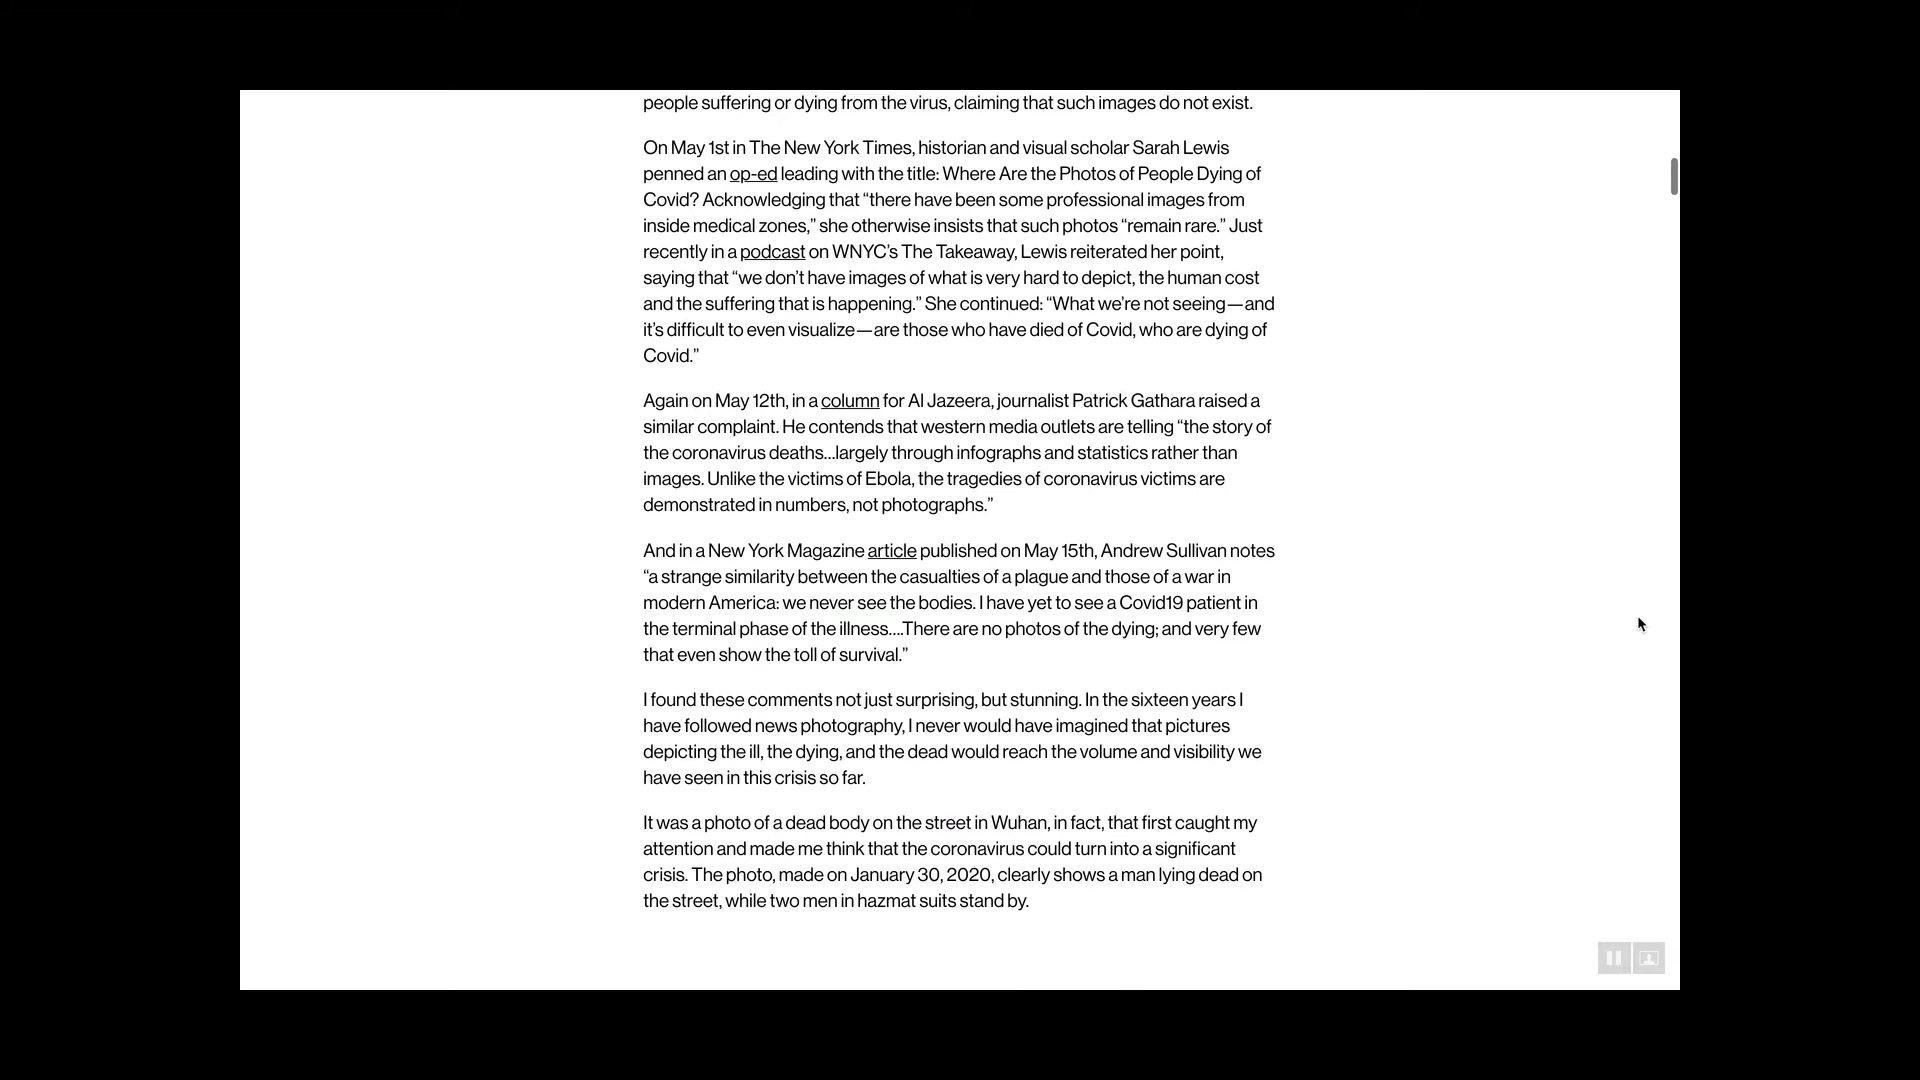 people suffering or dying from the virus, claiming that such images do not exist.
On May 1st in The New York Times, historian and visual scholar Sarah Lewis
penned an op-ed leading with the title: Where Are the Photos of People Dying of
Covid? Acknowledging that “there have been some professional images from
inside medical zones,” she otherwise insists that such photos “remain rare.” Just
recently in a podcast on WNYC’s The Takeaway, Lewis reiterated her point,
saying that “we don’t have images of what is very hard to depict, the human cost
and the suffering that is happening.” She continued: “What we’re not seeing—and
it’s difficult to even visualize—are those who have died of Covid, who are dying of
Covid.”
Again on May 12th, in a column for Al Jazeera, journalist Patrick Gathara raised a
similar complaint. He contends that western media outlets are telling “the story of
the coronavirus deaths…largely through infographs and statistics rather than
images. Unlike the victims of Ebola, the tragedies of coronavirus victims are
demonstrated in numbers, not photographs.”
And in a New York Magazine article published on May 15th, Andrew Sullivan notes
“a strange similarity between the casualties of a plague and those of a war in
modern America: we never see the bodies. I have yet to see a Covid19 patient in
the terminal phase of the illness….There are no photos of the dying; and very few
that even show the toll of survival.”
I found these comments not just surprising, but stunning. In the sixteen years I
have followed news photography, I never would have imagined that pictures
depicting the ill, the dying, and the dead would reach the volume and visibility we
have seen in this crisis so far.
It was a photo of a dead body on the street in Wuhan, in fact, that first caught my
attention and made me think that the coronavirus could turn into a significant
crisis. The photo, made on January 30, 2020, clearly shows a man lying dead on
the street, while two men in hazmat suits stand by.